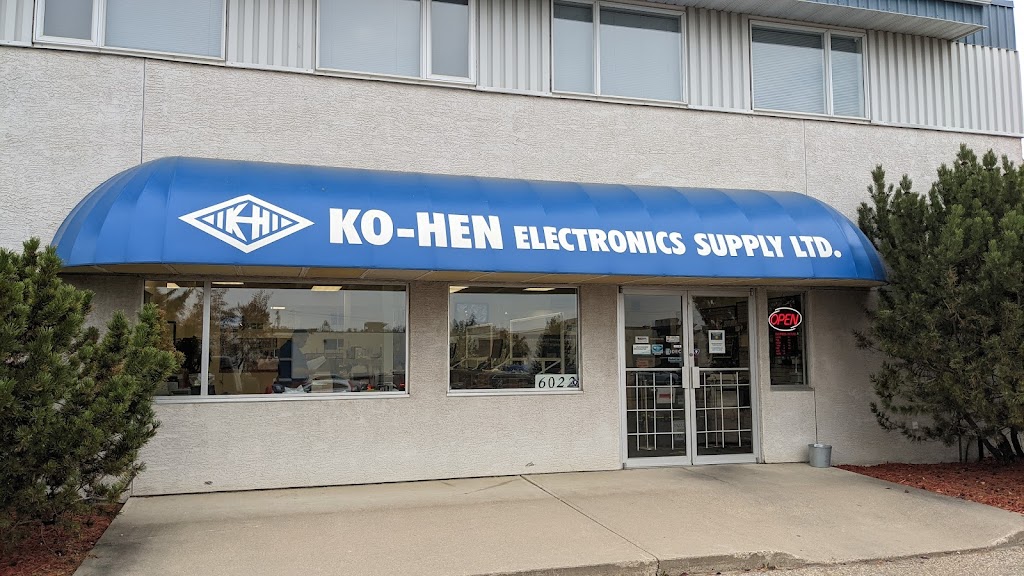 K-H
KO-HEN ELECTRONICS SUPPLY LTD.
OPEN
6022